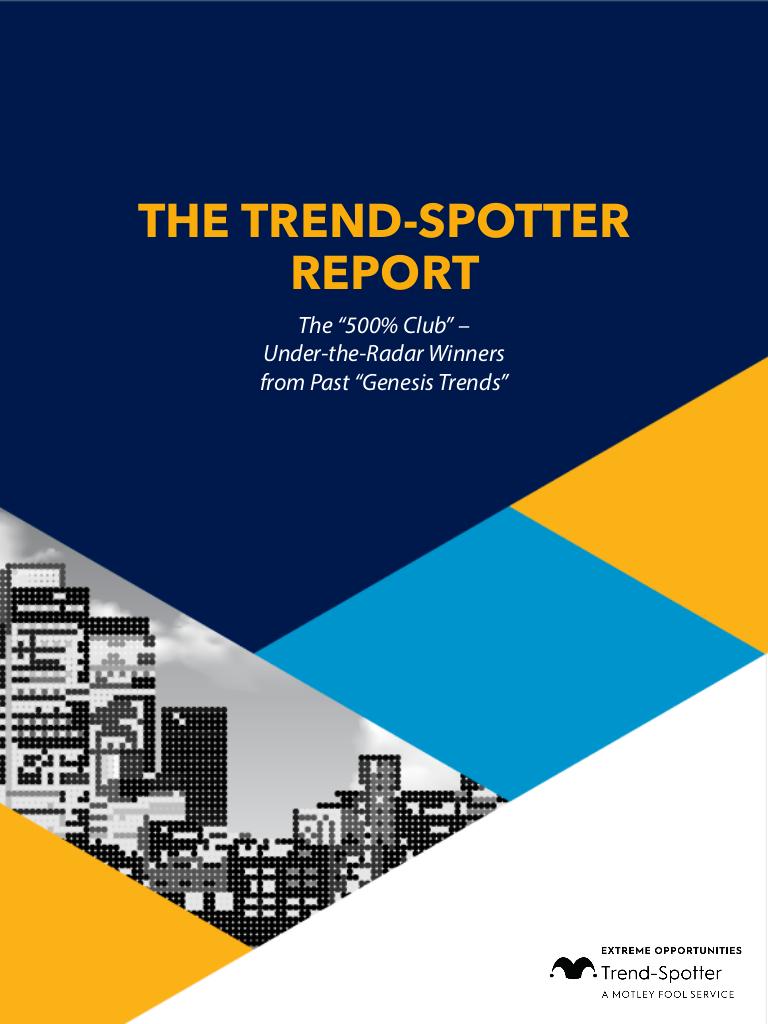 THE TREND-SPOTTER
REPORT
The “500% Club” –
Under-the-Radar Winners
from Past “Genesis Trends”
EXTREME OPPORTUNITIES
Trend-Spotter
A MOTLEY FOOL SERVICE